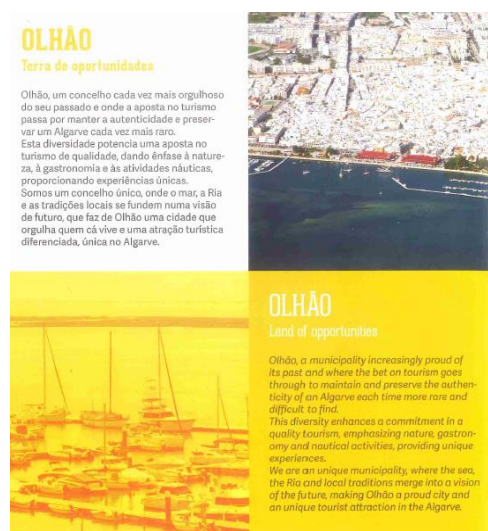 OLHÃO
Terra de oportunidades
Olhão, um concelho cada vez mais orgulhoso
do seu passado e onde a aposta no turismo
passa por manter a autenticidade e preser-
var um Algarve cada vez mais raro.
Esta diversidade potencia uma aposta no
turismo de qualidade, dando ênfase à nature-
za, à gastronomia e às atividades náuticas,
proporcionando experiências únicas.
Somos um concelho único, onde o mar, a Ria
e as tradições locais se fundem numa visão
de futuro, que faz de Olhão uma cidade que
orgulha quem cá vive e uma atração turística
diferenciada, única no Algarve.
OLHÃO
Land of opportunities
Olhão, a municipality increasingly proud of
its past and where the bet on tourism goes
through to maintain and preserve the authen-
ticity of an Algarve each time more rare and
difficult to find.
This diversity enhances a commitment in a
quality tourism, emphasizing nature, gastron-
omy and nautical activities, providing unique
experiences.
We are an unique municipality, where the sea,
the Ria and local traditions merge into a vision
of the future, making Olhão a proud city and
an unique tourist attraction in the Algarve.